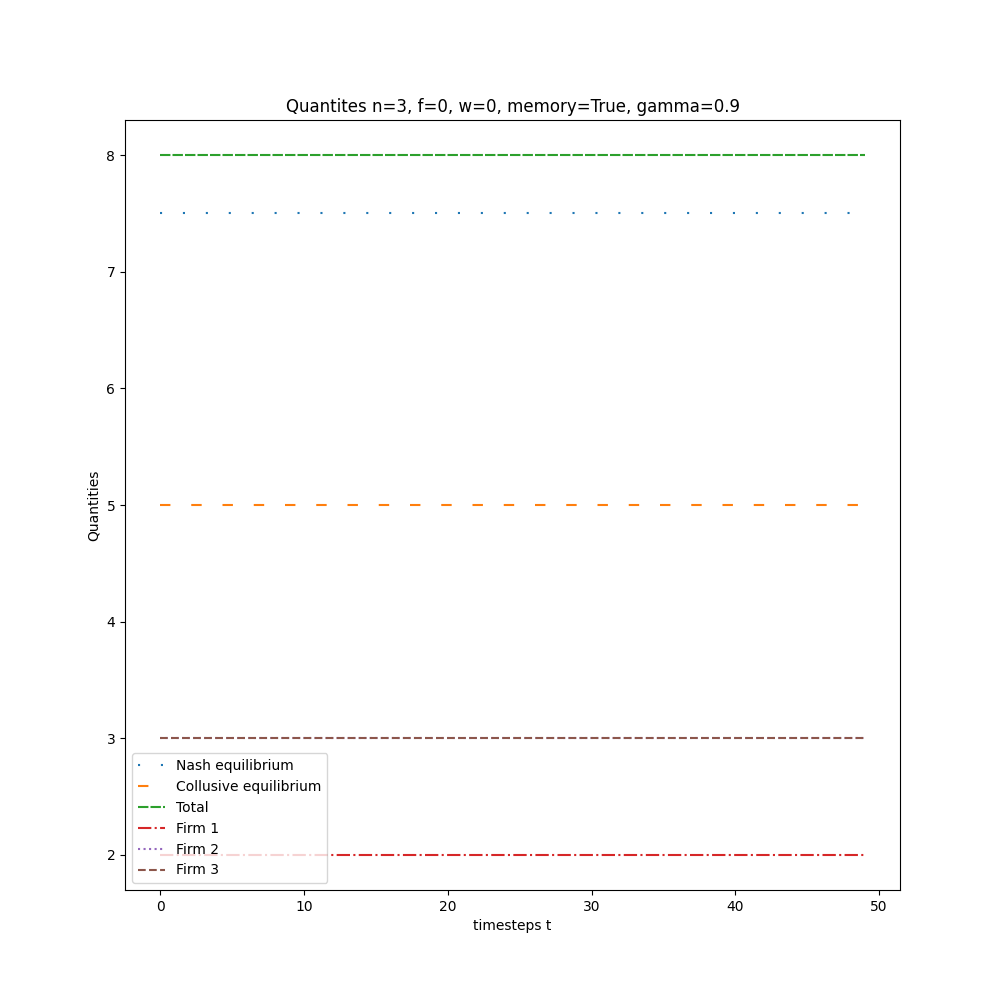 Quantites n=3, f=0, w=0, memory=True, gamma=0.9
8
7
6
5
4
3
2
Quantities
Nash equilibrium
Collusive equilibrium
Total
Firm 1
Firm 2
Firm 3
0 10 20 30 40 50
timesteps t